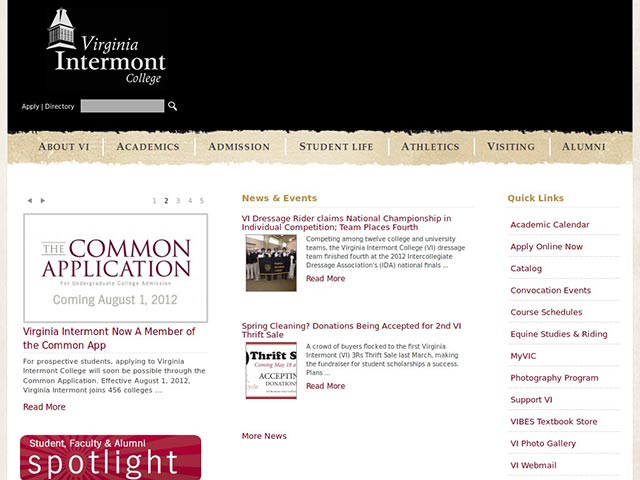 Virginia
Intermont
College
Apply | Directory
ABOUT VI ACADEMICS ADMISSION STUDENT LIFE ATHLETICS VISITING ALUMNI
1 2 3 4 5
THE COMMON
APPLICATION
For Undergraduate College Admission
Coming August 1, 2012
Virginia Intermont Now A Member of
the Common App
For prospective students, applying to Virginia
Intermont College will soon be possible through the
Common Application. Effective August 1, 2012,
Virginia Intermont joins 456 colleges ...
Read More
Student, Faculty & Alumni
spotlight
News & Events
VI Dressage Rider claims National Championship in
Individual Competition; Team Places Fourth
Competing among twelve college and university
teams, the Virginia Intermont College (VI) dressage
team finished fourth at the 2012 Intercollegiate
Dressage Association's (IDA) national finals ...
Read More
Spring Cleaning? Donations Being Accepted for 2nd VI
Thrift Sale
Thrift S
Coming May 18
ACCEPTIN
DONATION
A crowd of buyers flocked to the first Virginia
Intermont (VI) 3Rs Thrift Sale last March, making
the fundraiser for student scholarships a success.
Plans ...
Read More
More News
Quick Links
Academic Calendar
Apply Online Now
Catalog
Convocation Events
Course Schedules
Equine Studies & Riding
MyVIC
Photography Program
Support VI
VIBES Textbook Store
VI Photo Gallery
VI Webmail